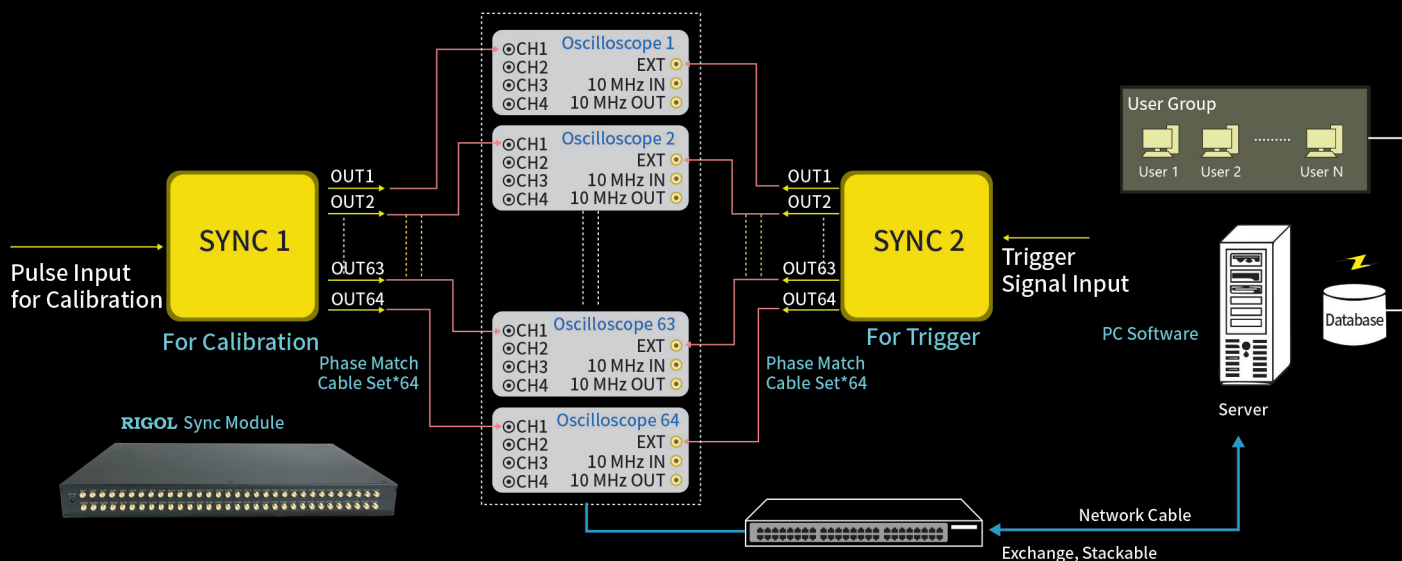 Oscilloscope 1
CH1
CH2
CH3
CH4
EXT
10 MHz IN
10 MHz OUT
Oscilloscope 2
CH1
CH2
CH3
CH4
EXT
10 MHz IN
10 MHz OUT
Oscilloscope 63
CH1
CH2
CH3
CH4
EXT
10 MHz IN
10 MHz OUT
Oscilloscope 64
CH1
CH2
CH3
CH4
EXT
10 MHz IN
10 MHz OUT
Pulse Input
for Calibration
SYNC 1
For Calibration
OUT1
OUT2
OUT63
OUT64
Phase Match
Cable Set*64
RIGOL Sync Module
OUT1
OUT2
OUT63
OUT64
Phase Match
Cable Set*64
SYNC 2
For Trigger
Trigger
Signal Input
User Group
User 1
User 2
User N
PC Software
Server
Database
Network Cable
Exchange, Stackable